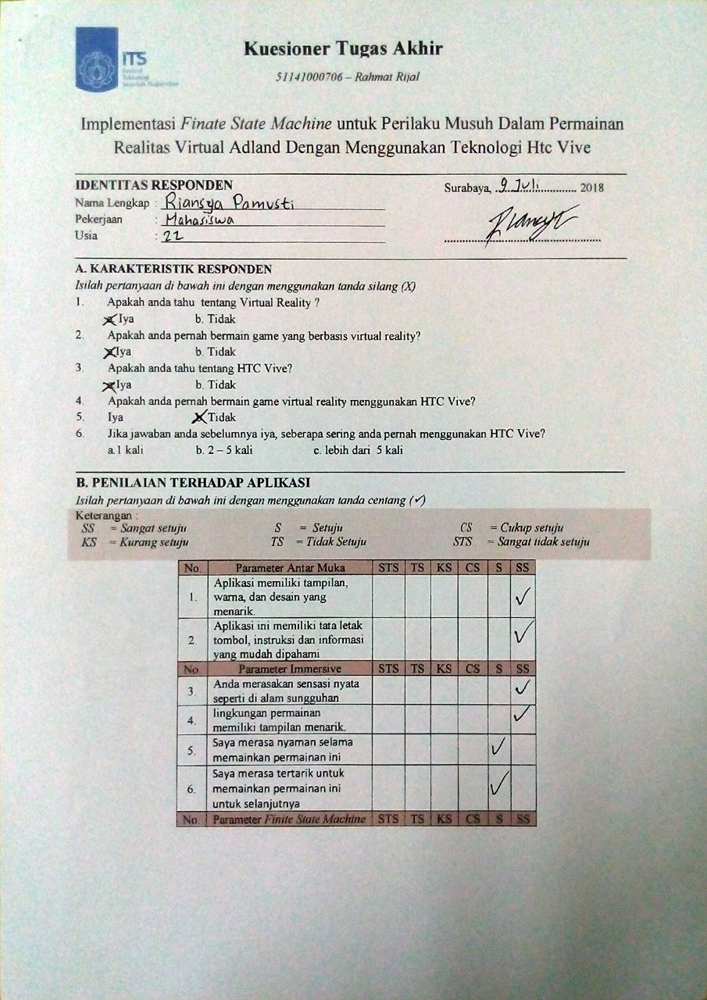 ITS
Institut
Teknologi
Sepuluh Nopember
Kuesioner Tugas Akhir
51141000706 – Rahmat Rijal
Implementasi Finate State Machine untuk Perilaku Musuh Dalam Permainan
Realitas Virtual Adland Dengan Menggunakan Teknologi Htc Vive
IDENTITAS RESPONDEN
Surabaya, 9 Juli 2018
Nama Lengkap : Riansya Pamusti
Pekerjaan : Mahasiswa
Usia : 22
A. KARAKTERISTIK RESPONDEN
Isilah pertanyaan di bawah ini dengan menggunakan tanda silang (X)
1. Apakah anda tahu tentang Virtual Reality ?
a. Iya b. Tidak
2. Apakah anda pernah bermain game yang berbasis virtual reality?
a. Iya b. Tidak
3. Apakah anda tahu tentang HTC Vive?
a. Iya b. Tidak
4. Apakah anda pernah bermain game virtual reality menggunakan HTC Vive?
5. Iya X Tidak
6. Jika jawaban anda sebelumnya iya, seberapa sering anda pernah menggunakan HTC Vive?
a.1 kali b. 2 – 5 kali c. lebih dari 5 kali
B. PENILAIAN TERHADAP APLIKASI
Isilah pertanyaan di bawah ini dengan menggunakan tanda centang (✓)
Keterangan :
SS = Sangat setuju S = Setuju CS = Cukup setuju
KS = Kurang setuju TS = Tidak Setuju STS = Sangat tidak setuju
No. Parameter Antar Muka STS TS KS CS S SS
Aplikasi memiliki tampilan,
1. warna, dan desain yang ✓
menarik.
Aplikasi ini memiliki tata letak
2. tombol, instruksi dan informasi ✓
yang mudah dipahami
No Parameter Immersive STS TS KS CS S SS
3. Anda merasakan sensasi nyata ✓
seperti di alam sungguhan
4. lingkungan permainan ✓
memiliki tampilan menarik.
5. Saya merasa nyaman selama ✓
memainkan permainan ini
Saya merasa tertarik untuk
6. memainkan permainan ini ✓
untuk selanjutnya
No. Parameter Finite State Machine STS TS KS CS S SS